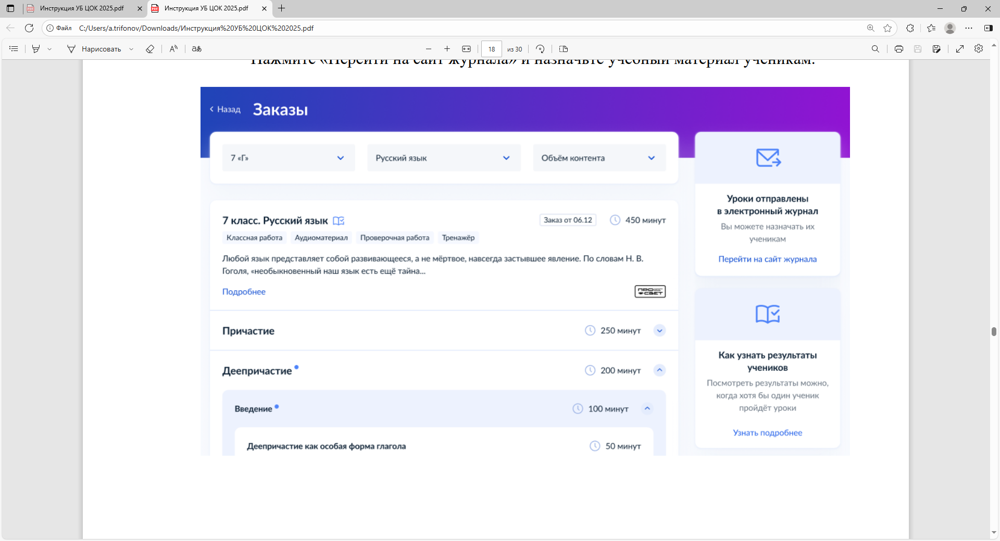 Инструкция УБ ЦОК 2025.pdf
Инструкция УБ ЦОК 2025.pdf
Файл
C:/Users/a.trifonov/Downloads/Инструкция%20УБ%20ЦОК%202025.pdf
Нарисовать
18
из 30
Нажмите «Перейти на сайт журнала» и назначьте учебный материал ученикам.
Назад
Заказы
7 «Г»
Русский язык
Объём контента
7 класс. Русский язык
Заказ от 06.12
450 минут
Классная работа
Аудиоматериал
Проверочная работа
Тренажёр
Любой язык представляет собой развивающееся, а не мёртвое, навсегда застывшее явление. По словам Н. В.
Гоголя, «необыкновенный наш язык есть ещё тайна...
Подробнее
ПРО
СВЕТ
Причастие
250 минут
Деепричастие
200 минут
Введение
100 минут
Деепричастие как особая форма глагола
50 минут
Уроки отправлены
в электронный журнал
Вы можете назначать их
ученикам
Перейти на сайт журнала
Как узнать результаты
учеников
Посмотреть результаты можно,
когда хотя бы один ученик
пройдёт уроки
Узнать подробнее